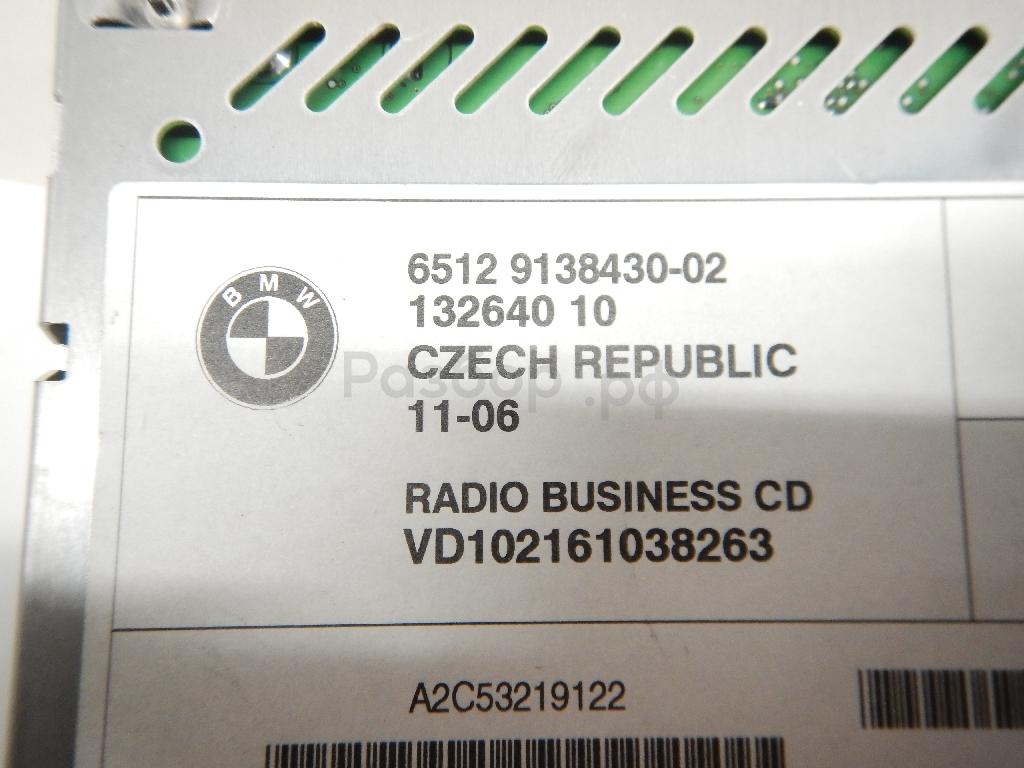 BMW
6512 9138430-02
132640 10
CZECH REPUBLIC
Разбор.рф
11-06
RADIO BUSINESS CD
VD102161038263
A2C53219122